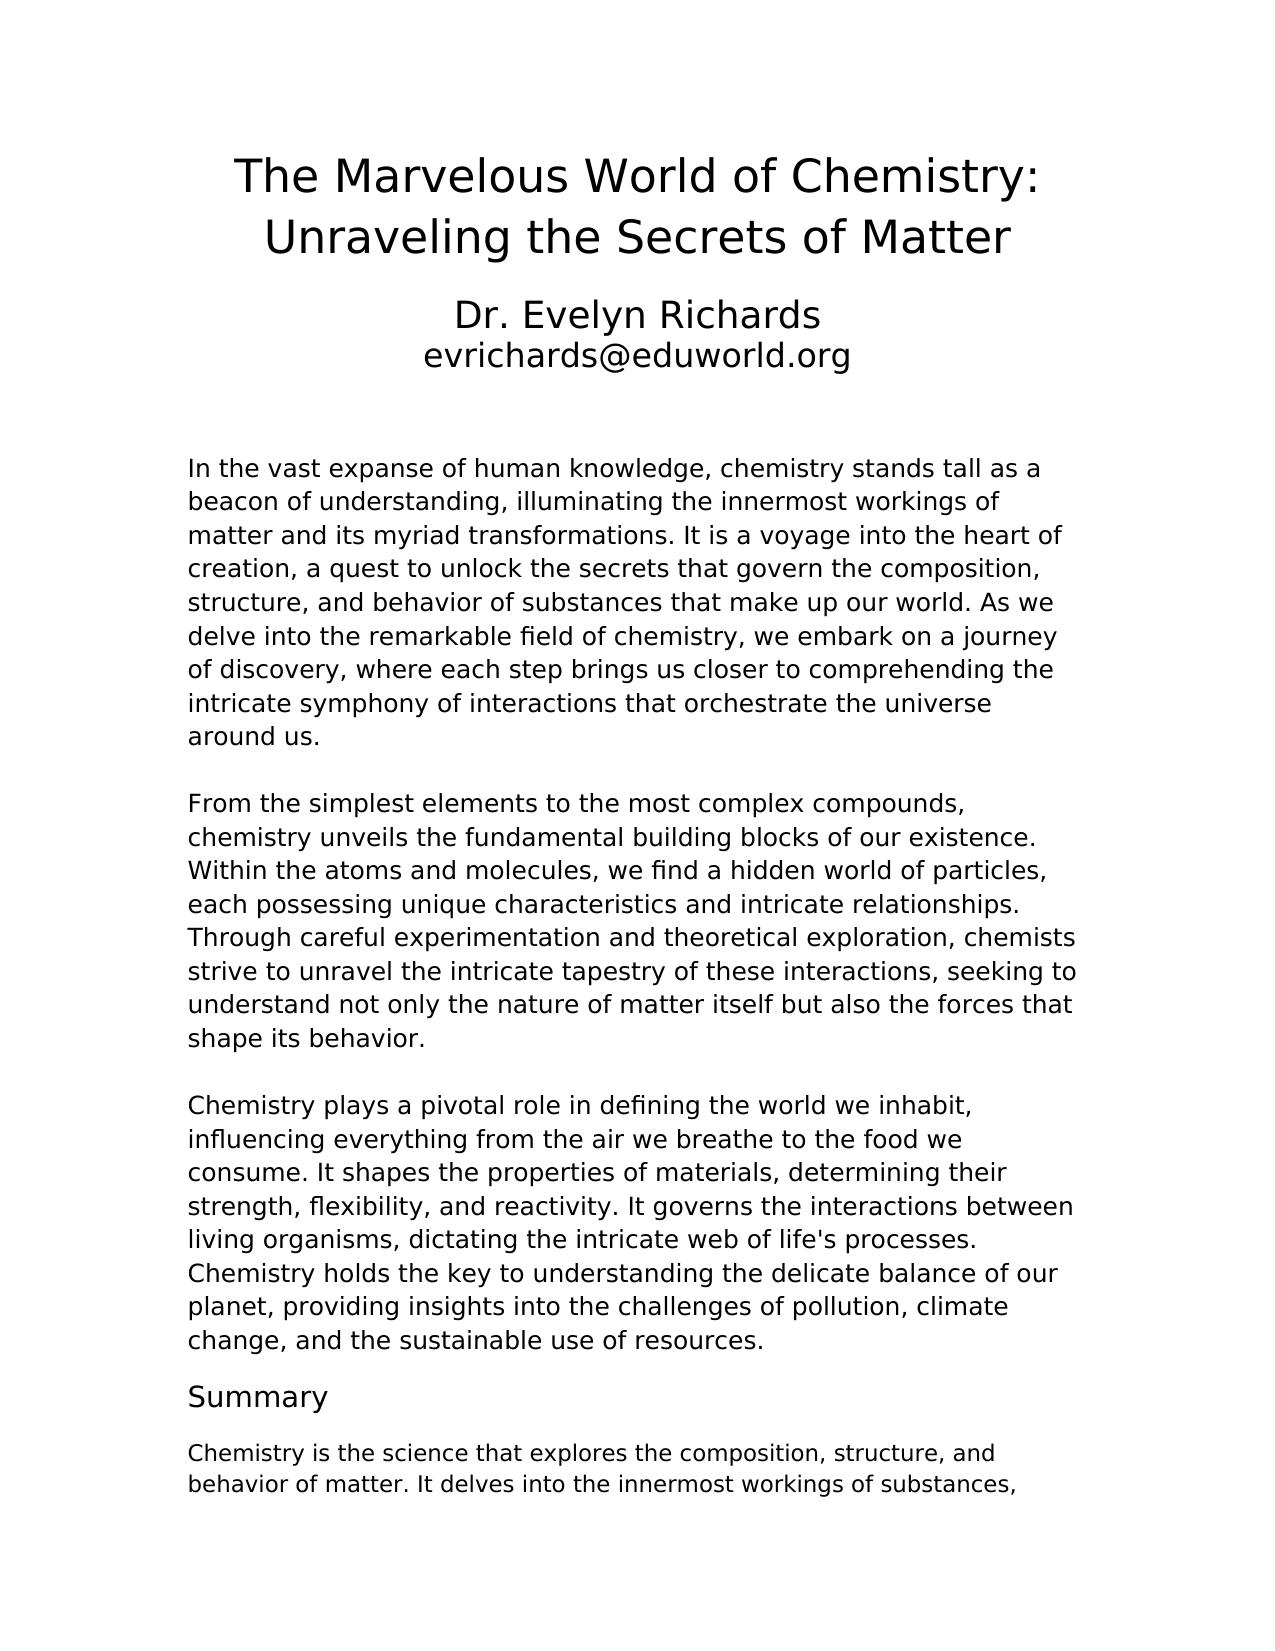 The Marvelous World of Chemistry:
Unraveling the Secrets of Matter
Dr. Evelyn Richards
evrichards@eduworld.org
In the vast expanse of human knowledge, chemistry stands tall as a
beacon of understanding, illuminating the innermost workings of
matter and its myriad transformations. It is a voyage into the heart of
creation, a quest to unlock the secrets that govern the composition,
structure, and behavior of substances that make up our world. As we
delve into the remarkable field of chemistry, we embark on a journey
of discovery, where each step brings us closer to comprehending the
intricate symphony of interactions that orchestrate the universe
around us.
From the simplest elements to the most complex compounds,
chemistry unveils the fundamental building blocks of our existence.
Within the atoms and molecules, we find a hidden world of particles,
each possessing unique characteristics and intricate relationships.
Through careful experimentation and theoretical exploration, chemists
strive to unravel the intricate tapestry of these interactions, seeking to
understand not only the nature of matter itself but also the forces that
shape its behavior.
Chemistry plays a pivotal role in defining the world we inhabit,
influencing everything from the air we breathe to the food we
consume. It shapes the properties of materials, determining their
strength, flexibility, and reactivity. It governs the interactions between
living organisms, dictating the intricate web of life's processes.
Chemistry holds the key to understanding the delicate balance of our
planet, providing insights into the challenges of pollution, climate
change, and the sustainable use of resources.
Summary
Chemistry is the science that explores the composition, structure, and
behavior of matter. It delves into the innermost workings of substances,